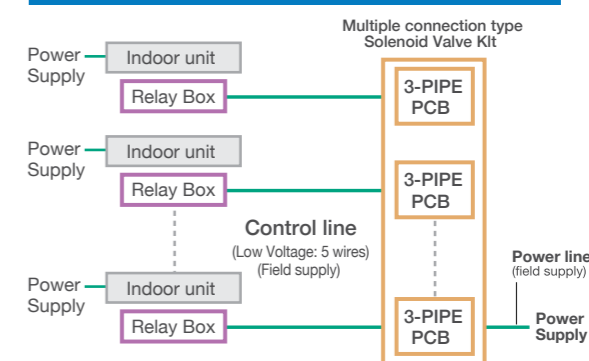 Multiple connection type
Solenoid Valve KIt
Power
Supply
Indoor unit
Relay Box
3-PIPE
PCB
Power
Supply
Indoor unit
Relay Box
3-PIPE
PCB
Control line
(Low Voltage: 5 wires)
(Field supply)
Power line
(field supply)
Power
Supply
Indoor unit
Relay Box
3-PIPE
PCB
Power
Supply